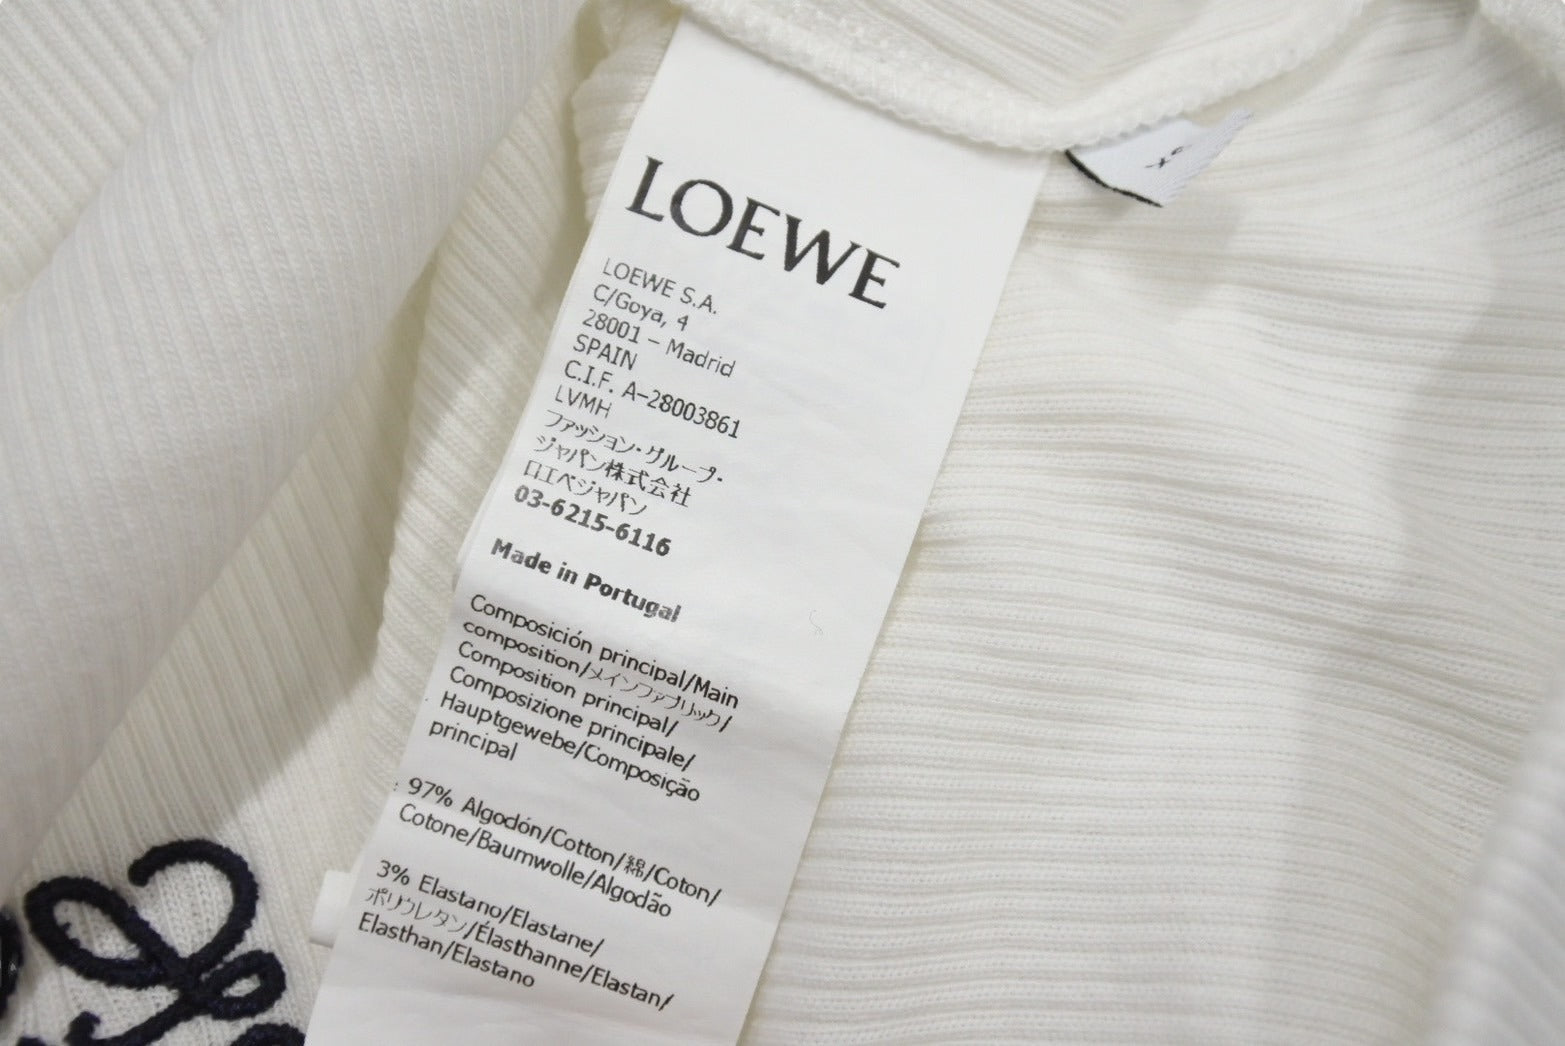 LOEWE
LOEWE S.A.
C/Goya, 4
28001 – Madrid
SPAIN
C.I.F. A-28003861
LVMH
ファッション・グループ・
ジャパン株式会社
ロエベジャパン
03-6215-6116
Made in Portugal
Composición principal/Main
composition/メインファブリック/
Composition principal/
Composizione principale/
Hauptgewebe/Composição
principal
: 97% Algodón/Cotton/綿/Coton/
Cotone/Baumwolle/Algodão
3% Elastano/Elastane/
ポリウレタン/Élasthanne/Elastan/
Elasthan/Elastano